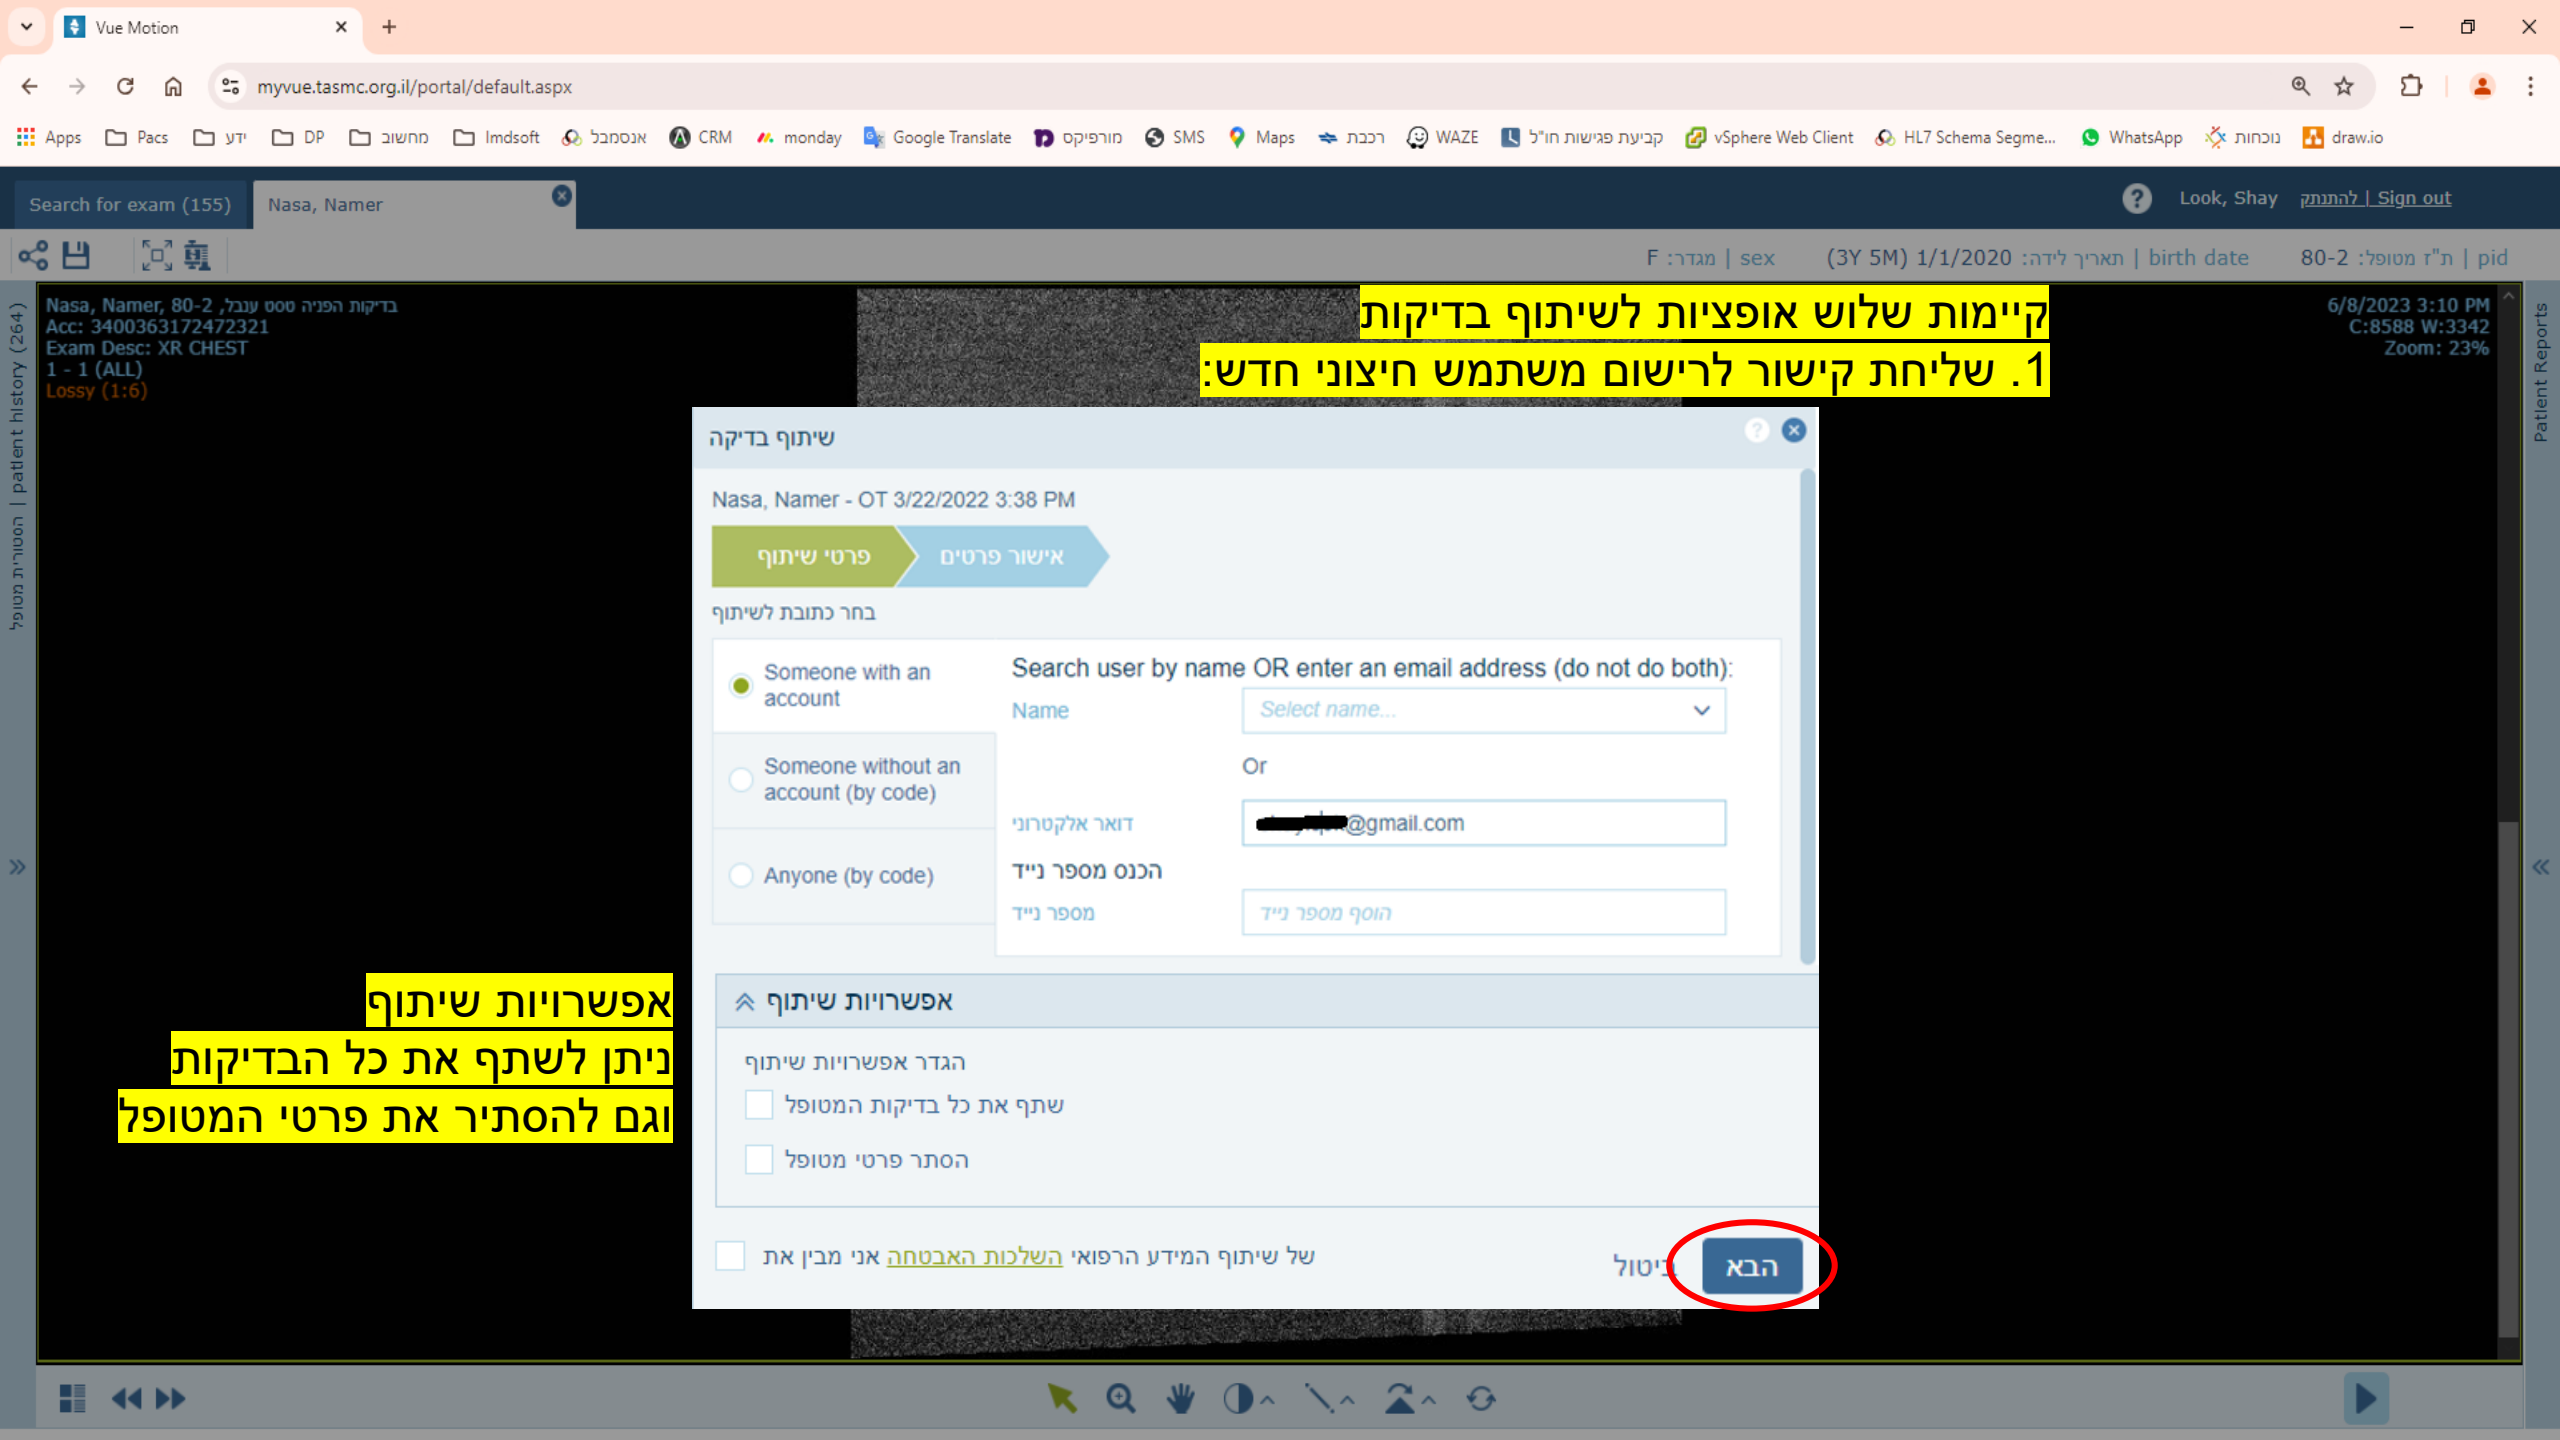 Vue Motion
myvue.tasmc.org.il/portal/default.aspx
Apps Pacs ידע DP מחשוב Imdsoft אנסמבל CRM monday Google Translate מורפיקס SMS Maps רכבת WAZE קביעת פגישות חו"ל vSphere Web Client HL7 Schema Segme... WhatsApp נוכחות draw.io
Search for exam (155) Nasa, Namer ? Look, Shay להתנתק | Sign out
F :מגדר | sex (3Y 5M) 1/1/2020 :תאריך לידה | birth date 80-2 :ת"ז מטופל | pid
Nasa, Namer, 80-2 ,בדיקות הפניה טסט ענבל
Acc: 3400363172472321
Exam Desc: XR CHEST
1 - 1 (ALL)
Lossy (1:6)
6/8/2023 3:10 PM
C:8588 W:3342
Zoom: 23%
הסטורית מטופל | patient history (264)
Patient Reports
קיימות שלוש אופציות לשיתוף בדיקות
1. שליחת קישור לרישום משתמש חיצוני חדש:
שיתוף בדיקה
?
Nasa, Namer - OT 3/22/2022 3:38 PM
פרטי שיתוף אישור פרטים
בחר כתובת לשיתוף
Someone with an
account
Someone without an
account (by code)
Anyone (by code)
Search user by name OR enter an email address (do not do both):
Name Select name...
Or
דואר אלקטרוני @gmail.com
הכנס מספר נייד
מספר נייד הוסף מספר נייד
אפשרויות שיתוף
הגדר אפשרויות שיתוף
שתף את כל בדיקות המטופל
הסתר פרטי מטופל
של שיתוף המידע הרפואי השלכות האבטחה אני מבין את
ביטול הבא
אפשרויות שיתוף
ניתן לשתף את כל הבדיקות
וגם להסתיר את פרטי המטופל